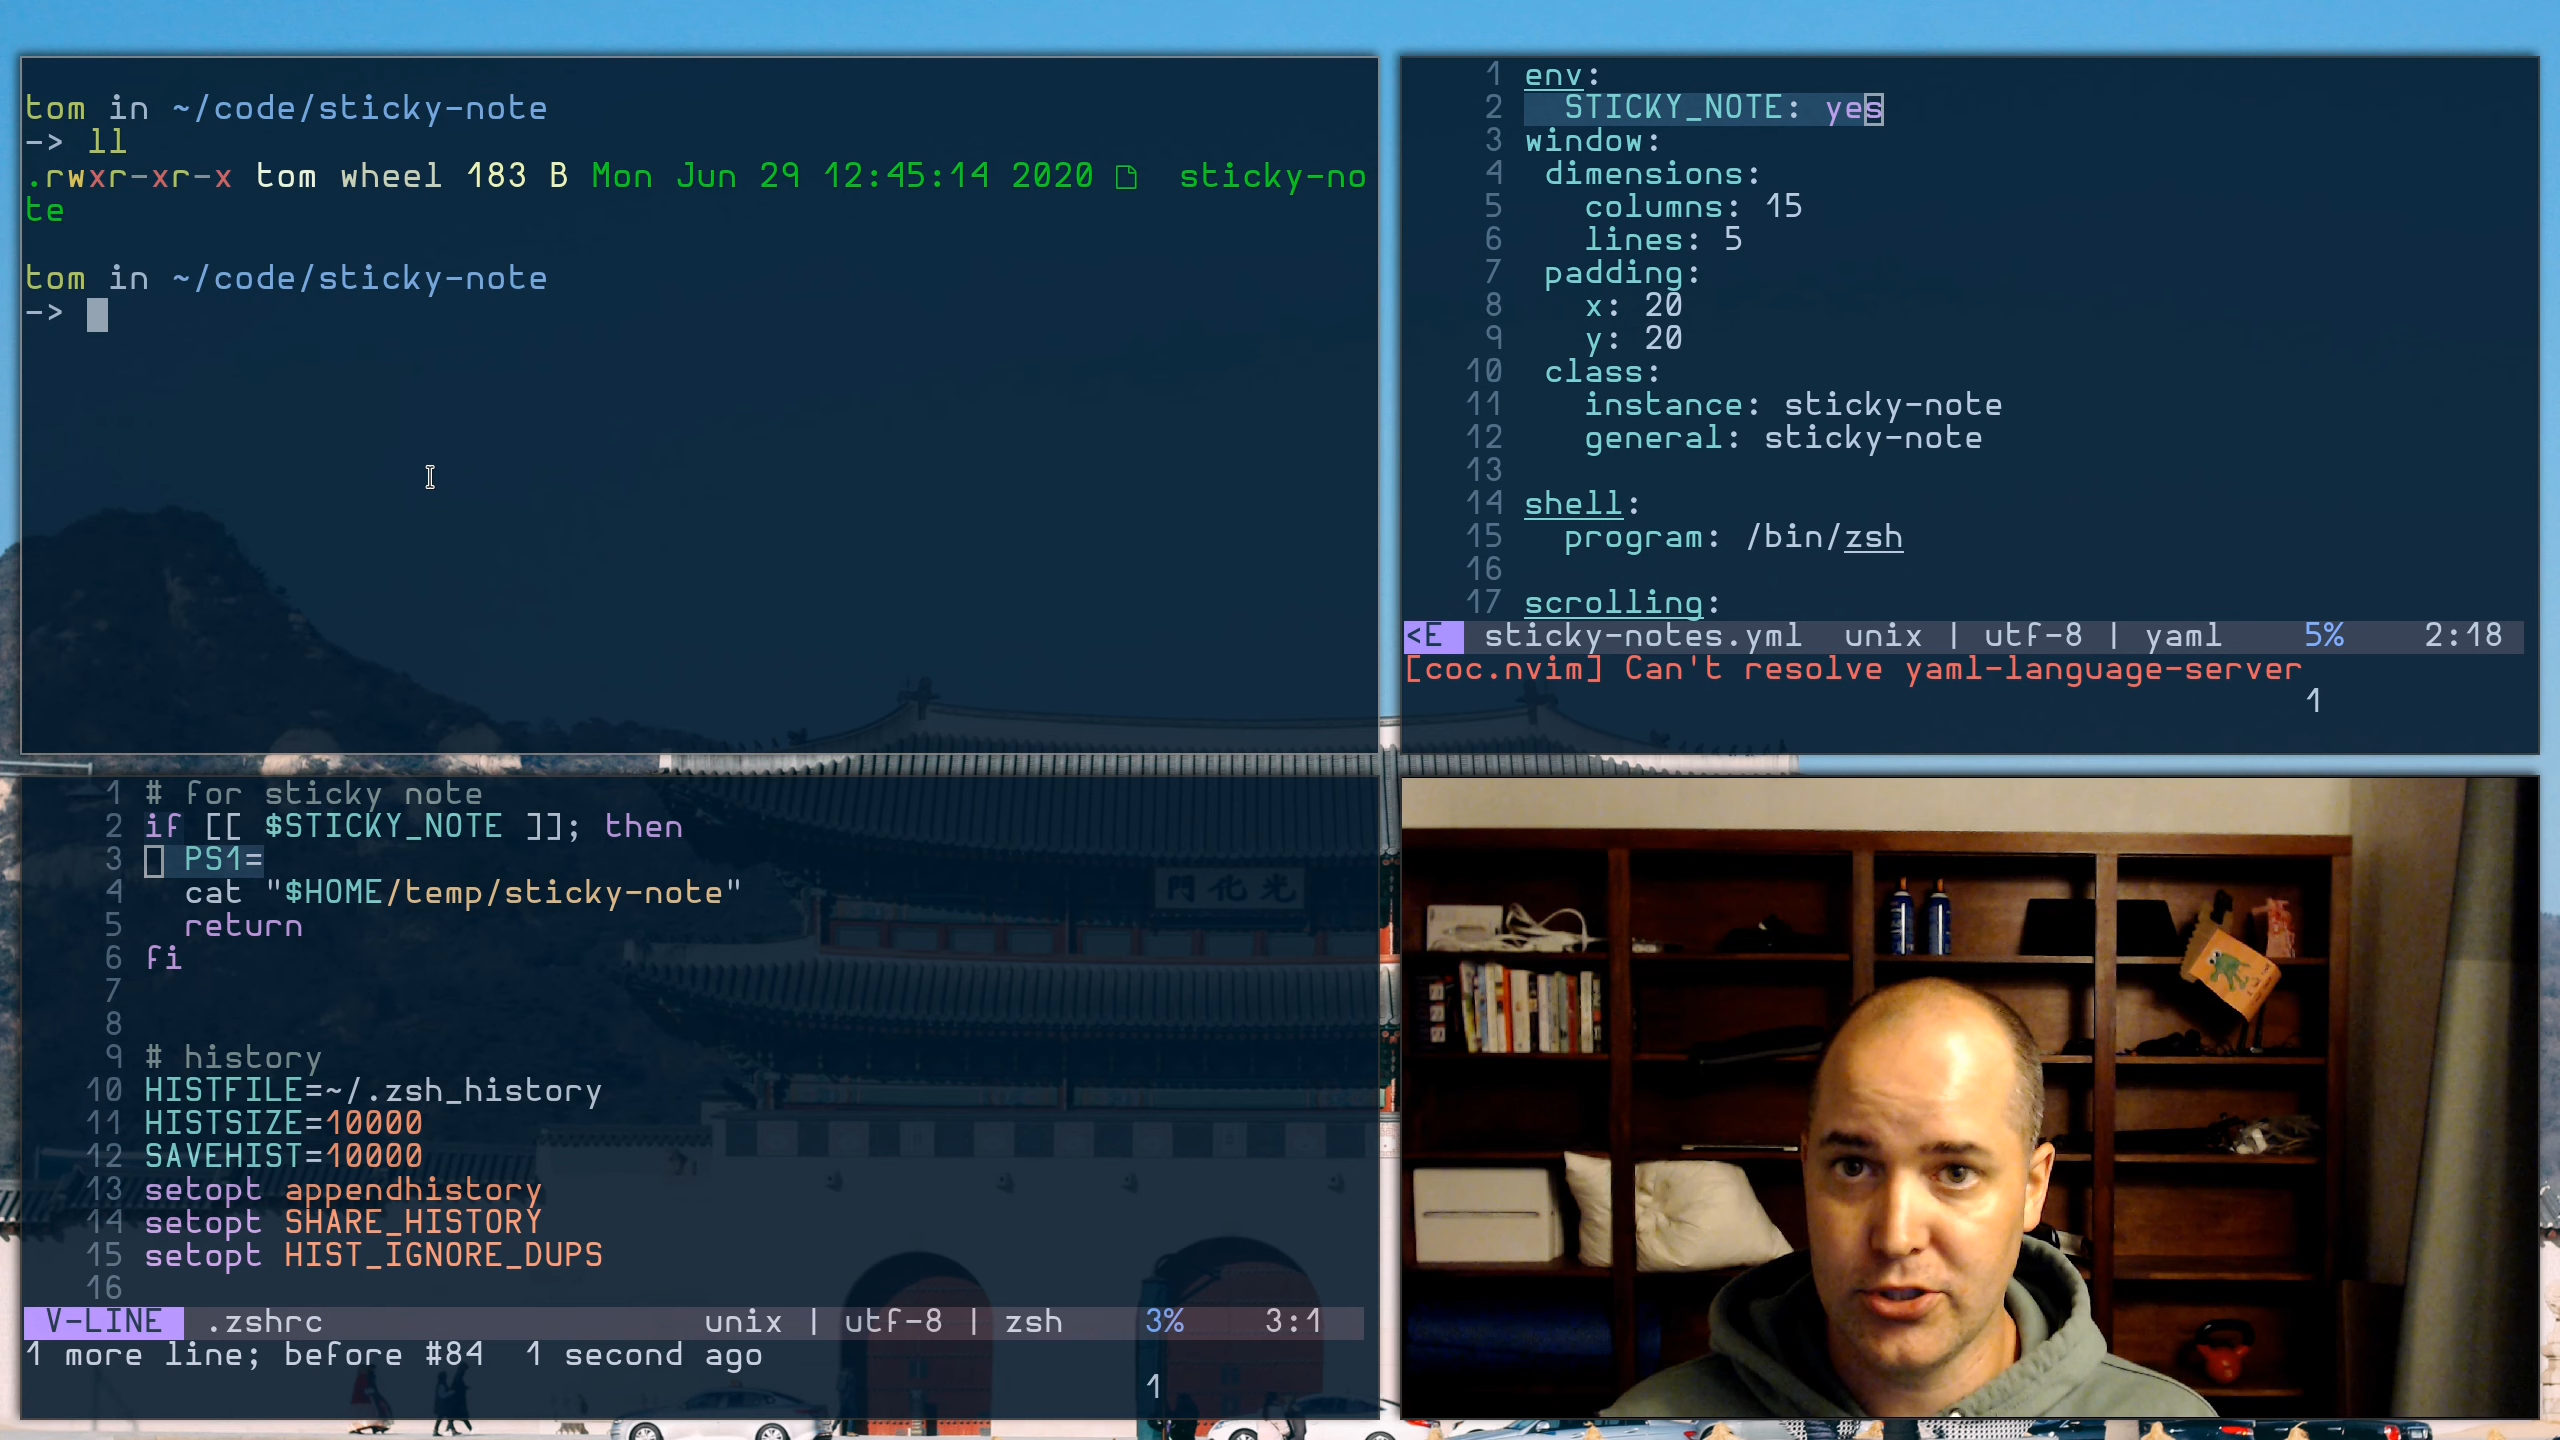 tom in ~/code/sticky-note
-> ll
.rwxr-xr-x tom wheel 183 B Mon Jun 29 12:45:14 2020 sticky-no
te
tom in ~/code/sticky-note
->
1 env:
2 STICKY_NOTE: yes
3 window:
4 dimensions:
5 columns: 15
6 lines: 5
7 padding:
8 x: 20
9 y: 20
10 class:
11 instance: sticky-note
12 general: sticky-note
13
14 shell:
15 program: /bin/zsh
16
17 scrolling:
<E sticky-notes.yml unix | utf-8 | yaml 5% 2:18
[coc.nvim] Can't resolve yaml-language-server
1
1 # for sticky note
2 if [[ $STICKY_NOTE ]]; then
3 PS1=
4 cat "$HOME/temp/sticky-note"
5 return
6 fi
7
8
9 # history
10 HISTFILE=~/.zsh_history
11 HISTSIZE=10000
12 SAVEHIST=10000
13 setopt appendhistory
14 setopt SHARE_HISTORY
15 setopt HIST_IGNORE_DUPS
16
V-LINE .zshrc unix | utf-8 | zsh 3% 3:1
1 more line; before #84 1 second ago
1
門化光